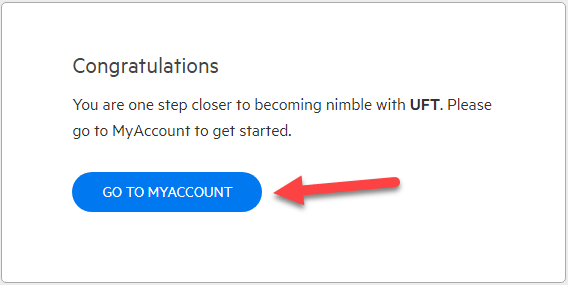 Congratulations
You are one step closer to becoming nimble with UFT. Please
go to MyAccount to get started.
GO TO MYACCOUNT